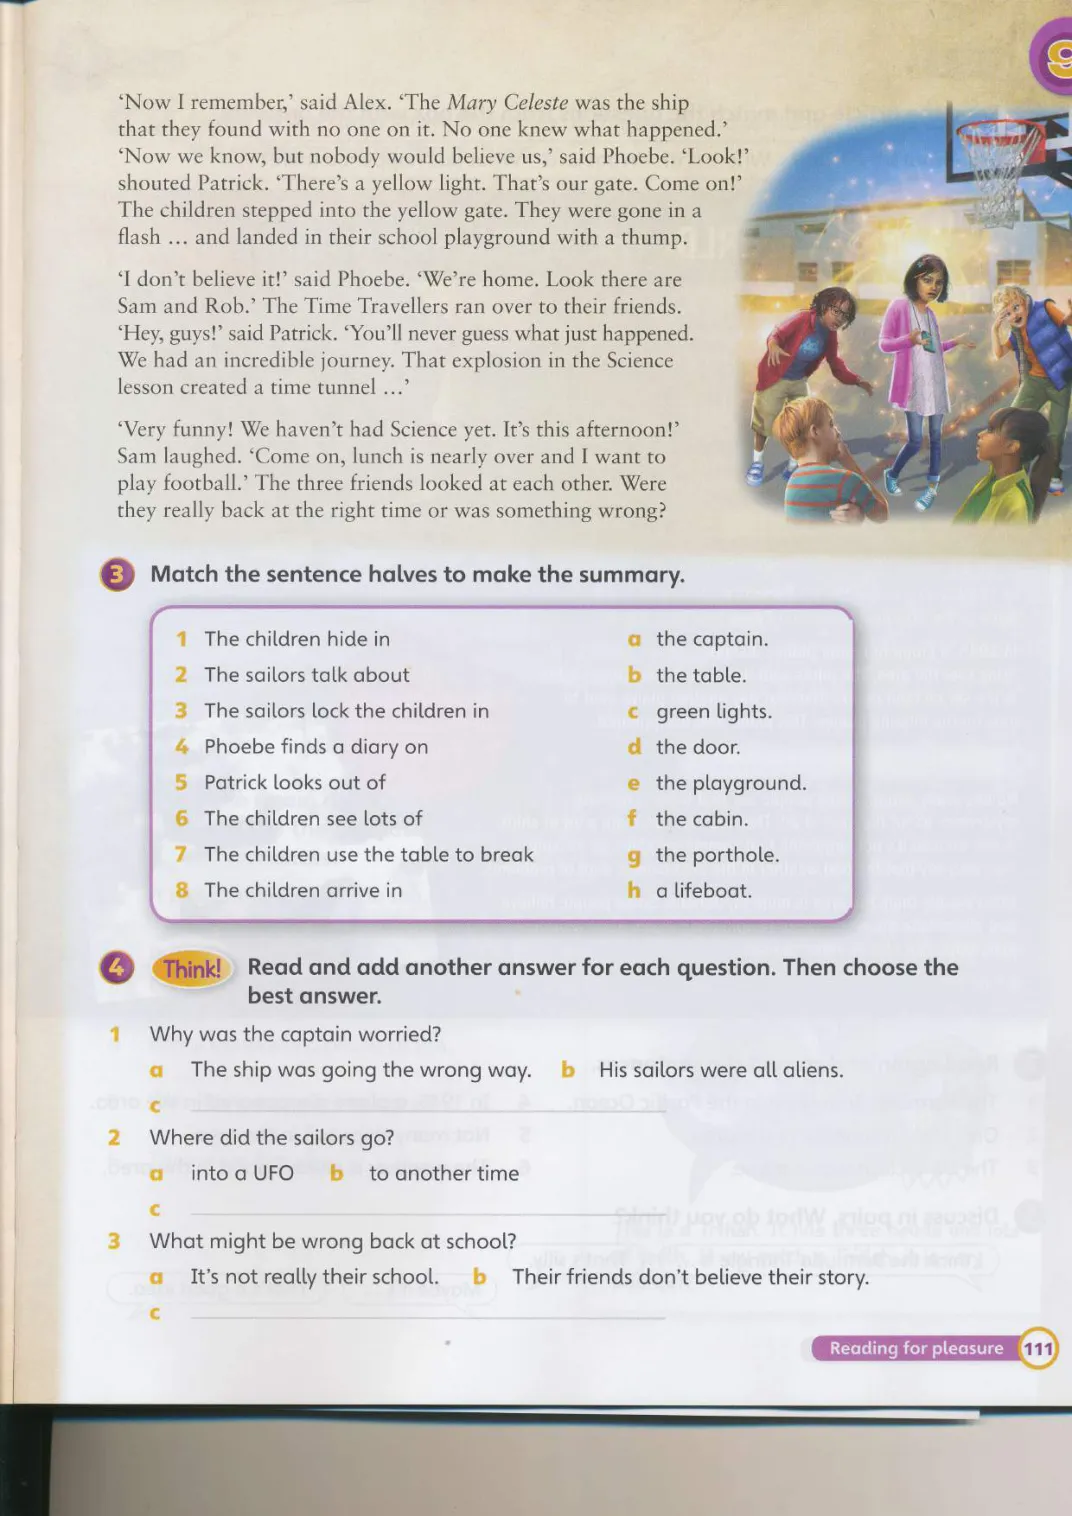 9
‘Now I remember,’ said Alex. ‘The Mary Celeste was the ship
that they found with no one on it. No one knew what happened.’
‘Now we know, but nobody would believe us,’ said Phoebe. ‘Look!’
shouted Patrick. ‘There’s a yellow light. That’s our gate. Come on!’
The children stepped into the yellow gate. They were gone in a
flash … and landed in their school playground with a thump.
‘I don’t believe it!’ said Phoebe. ‘We’re home. Look there are
Sam and Rob.’ The Time Travellers ran over to their friends.
‘Hey, guys!’ said Patrick. ‘You’ll never guess what just happened.
We had an incredible journey. That explosion in the Science
lesson created a time tunnel …’
‘Very funny! We haven’t had Science yet. It’s this afternoon!’
Sam laughed. ‘Come on, lunch is nearly over and I want to
play football.’ The three friends looked at each other. Were
they really back at the right time or was something wrong?
3 Match the sentence halves to make the summary.
1 The children hide in a the captain.
2 The sailors talk about b the table.
3 The sailors lock the children in c green lights.
4 Phoebe finds a diary on d the door.
5 Patrick looks out of e the playground.
6 The children see lots of f the cabin.
7 The children use the table to break g the porthole.
8 The children arrive in h a lifeboat.
4 Think! Read and add another answer for each question. Then choose the
best answer.
1 Why was the captain worried?
a The ship was going the wrong way. b His sailors were all aliens.
c
2 Where did the sailors go?
a into a UFO b to another time
c
3 What might be wrong back at school?
a It’s not really their school. b Their friends don’t believe their story.
c
Reading for pleasure 111